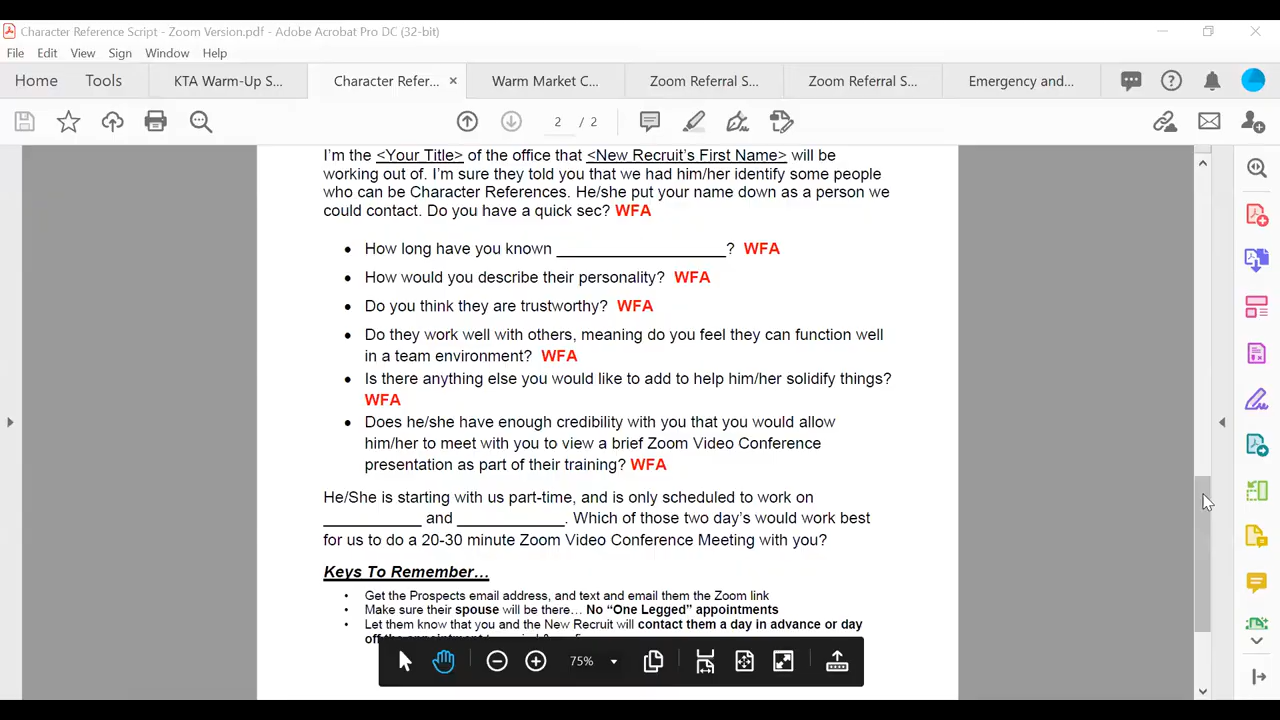 Character Reference Script - Zoom Version.pdf - Adobe Acrobat Pro DC (32-bit)
File Edit View Sign Window Help
Home Tools KTA Warm-Up S... Character Refer... × Warm Market C... Zoom Referral S... Zoom Referral S... Emergency and...
2 / 2
I'm the <Your Title> of the office that <New Recruit's First Name> will be
working out of. I'm sure they told you that we had him/her identify some people
who can be Character References. He/she put your name down as a person we
could contact. Do you have a quick sec? WFA
• How long have you known ____________________? WFA
• How would you describe their personality? WFA
• Do you think they are trustworthy? WFA
• Do they work well with others, meaning do you feel they can function well
in a team environment? WFA
• Is there anything else you would like to add to help him/her solidify things?
WFA
• Does he/she have enough credibility with you that you would allow
him/her to meet with you to view a brief Zoom Video Conference
presentation as part of their training? WFA
He/She is starting with us part-time, and is only scheduled to work on
____________ and _____________. Which of those two day's would work best
for us to do a 20-30 minute Zoom Video Conference Meeting with you?
Keys To Remember…
• Get the Prospects email address, and text and email them the Zoom link
• Make sure their spouse will be there… No “One Legged” appointments
• Let them know that you and the New Recruit will contact them a day in advance or day
75%